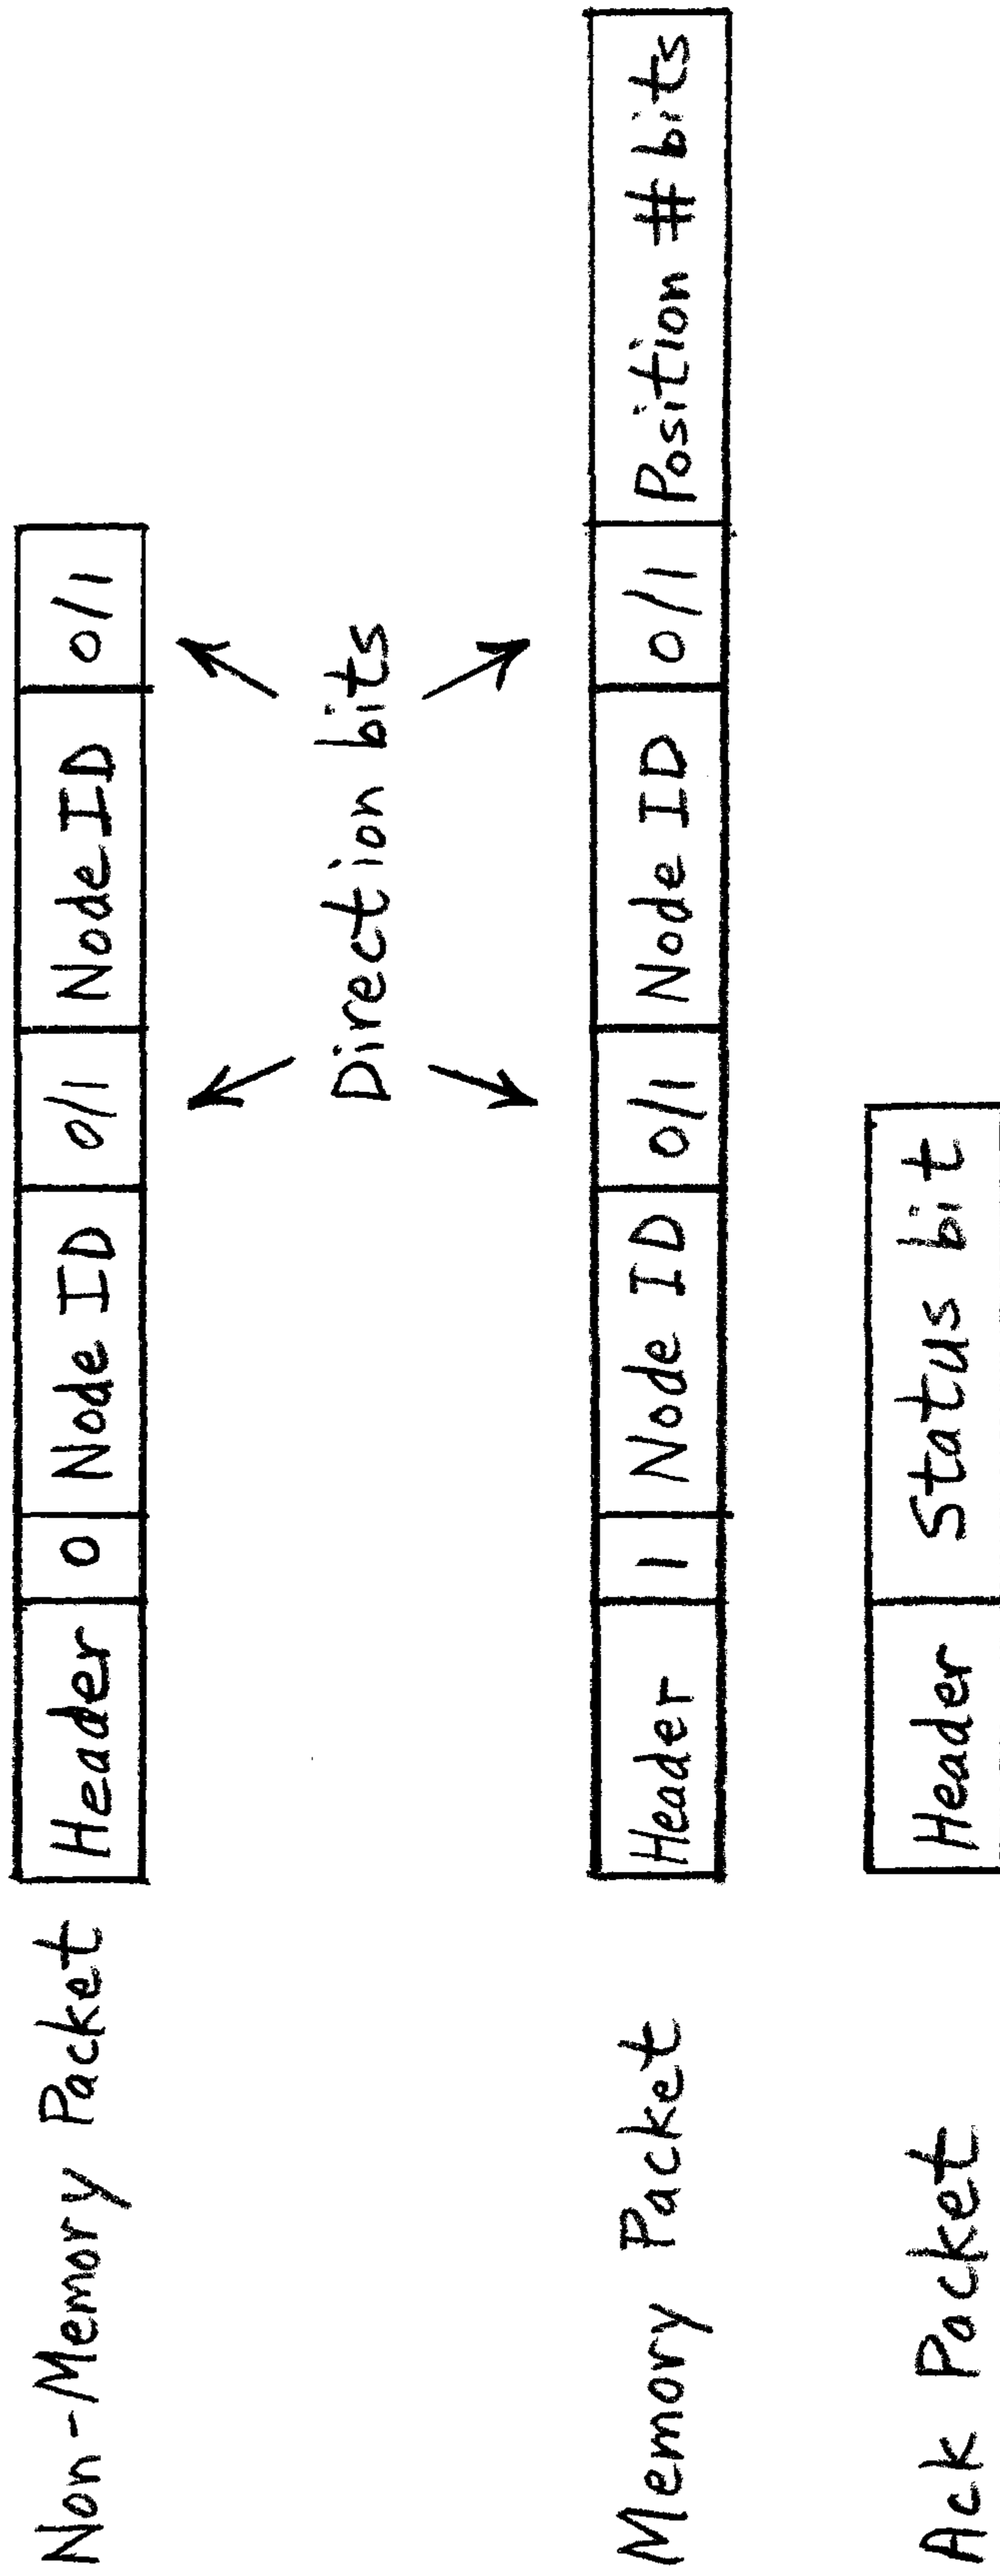 Non-Memory Packet Header 0 Node ID 0/1 Node ID 0/1
Direction bits
Memory Packet Header 1 Node ID 0/1 Node ID 0/1 Position # bits
Ack Packet Header Status bit